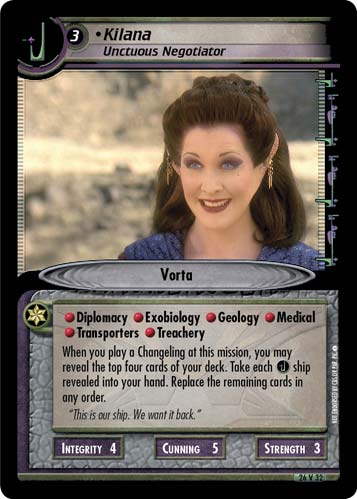 3 •Kilana
Unctuous Negotiator
Vorta
Diplomacy Exobiology Geology Medical
Transporters Treachery
When you play a Changeling at this mission, you may
reveal the top four cards of your deck. Take each ship
revealed into your hand. Replace the remaining cards in
any order.
"This is our ship. We want it back."
INTEGRITY 4 CUNNING 5 STRENGTH 3
26 V 32